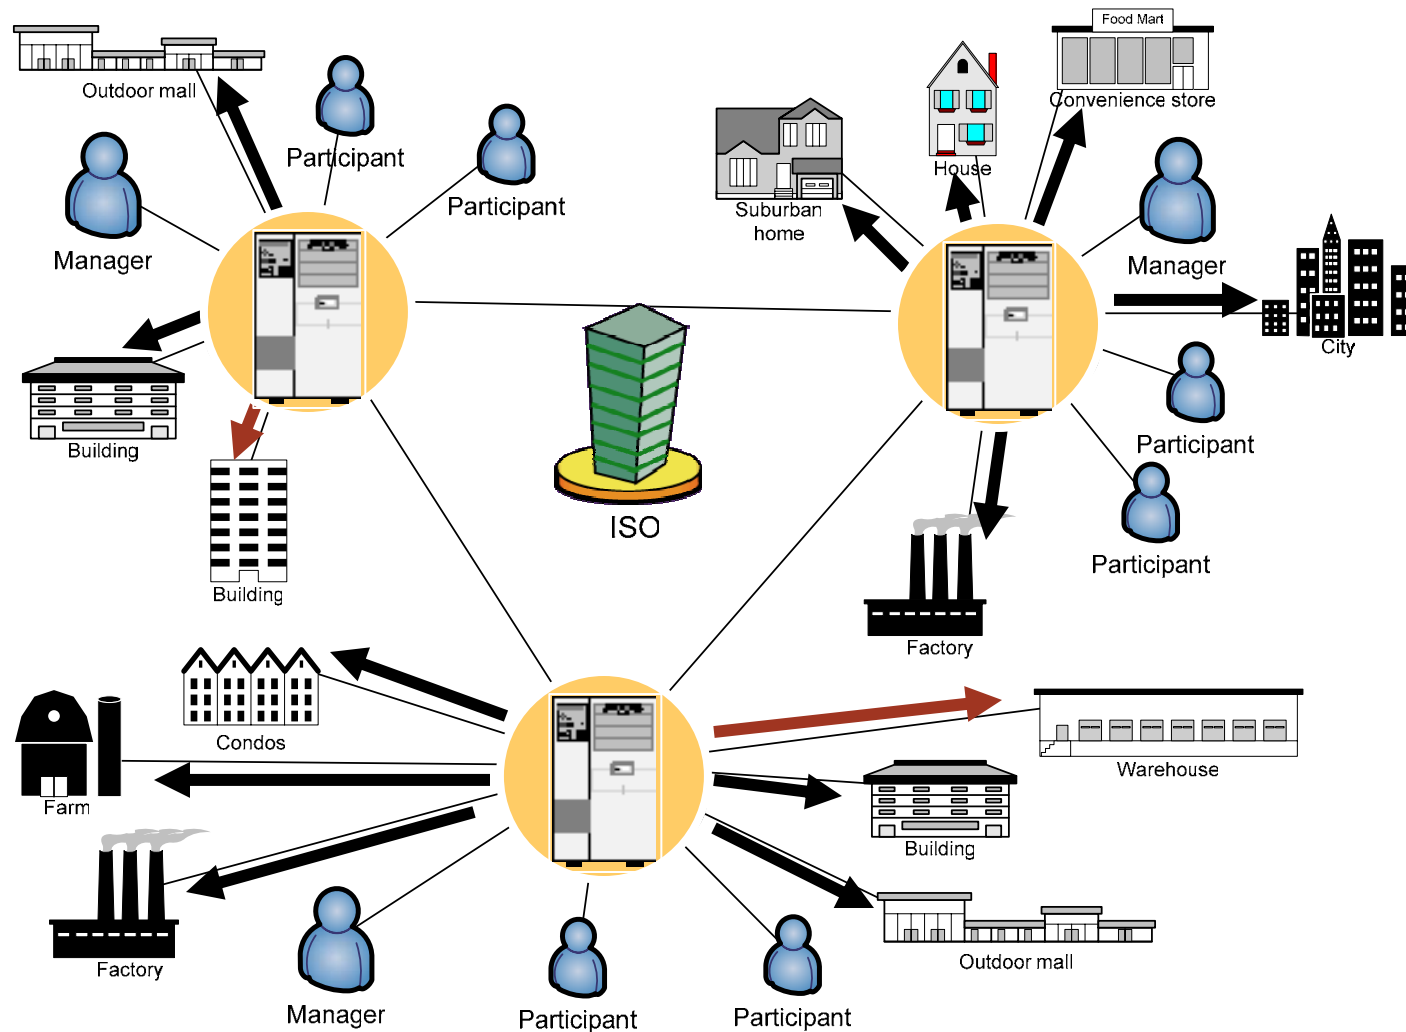 Food Mart
Outdoor mall
Convenience store
Participant
House
Participant
Suburban
home
Manager
Manager
City
Building
Participant
ISO
Participant
Building
Factory
Condos
Warehouse
Farm
Building
Factory
Outdoor mall
Manager
Participant
Participant